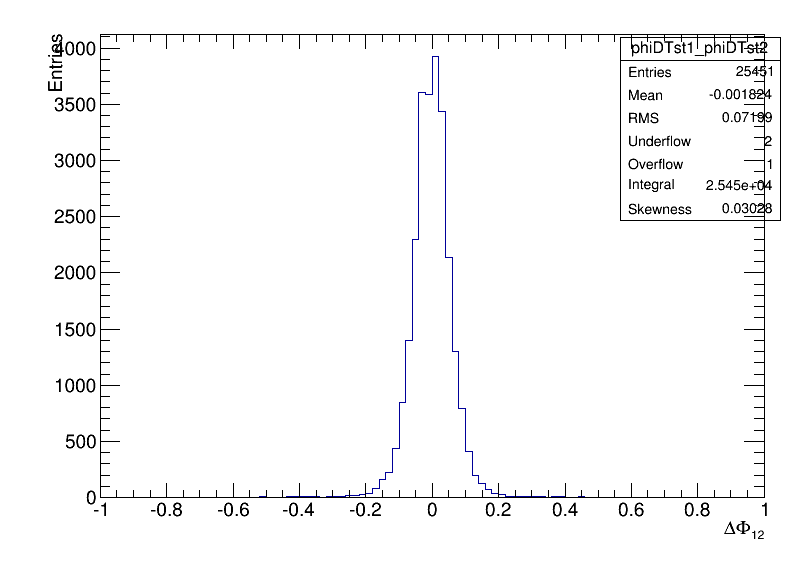 Entries
4000
3500
3000
2500
2000
1500
1000
500
0
-1 -0.8 -0.6 -0.4 -0.2 0 0.2 0.4 0.6 0.8 1
ΔΦ12
phiDTst1_phiDTst2
Entries 25451
Mean -0.001824
RMS 0.07199
Underflow 2
Overflow 1
Integral 2.545e+04
Skewness 0.03028